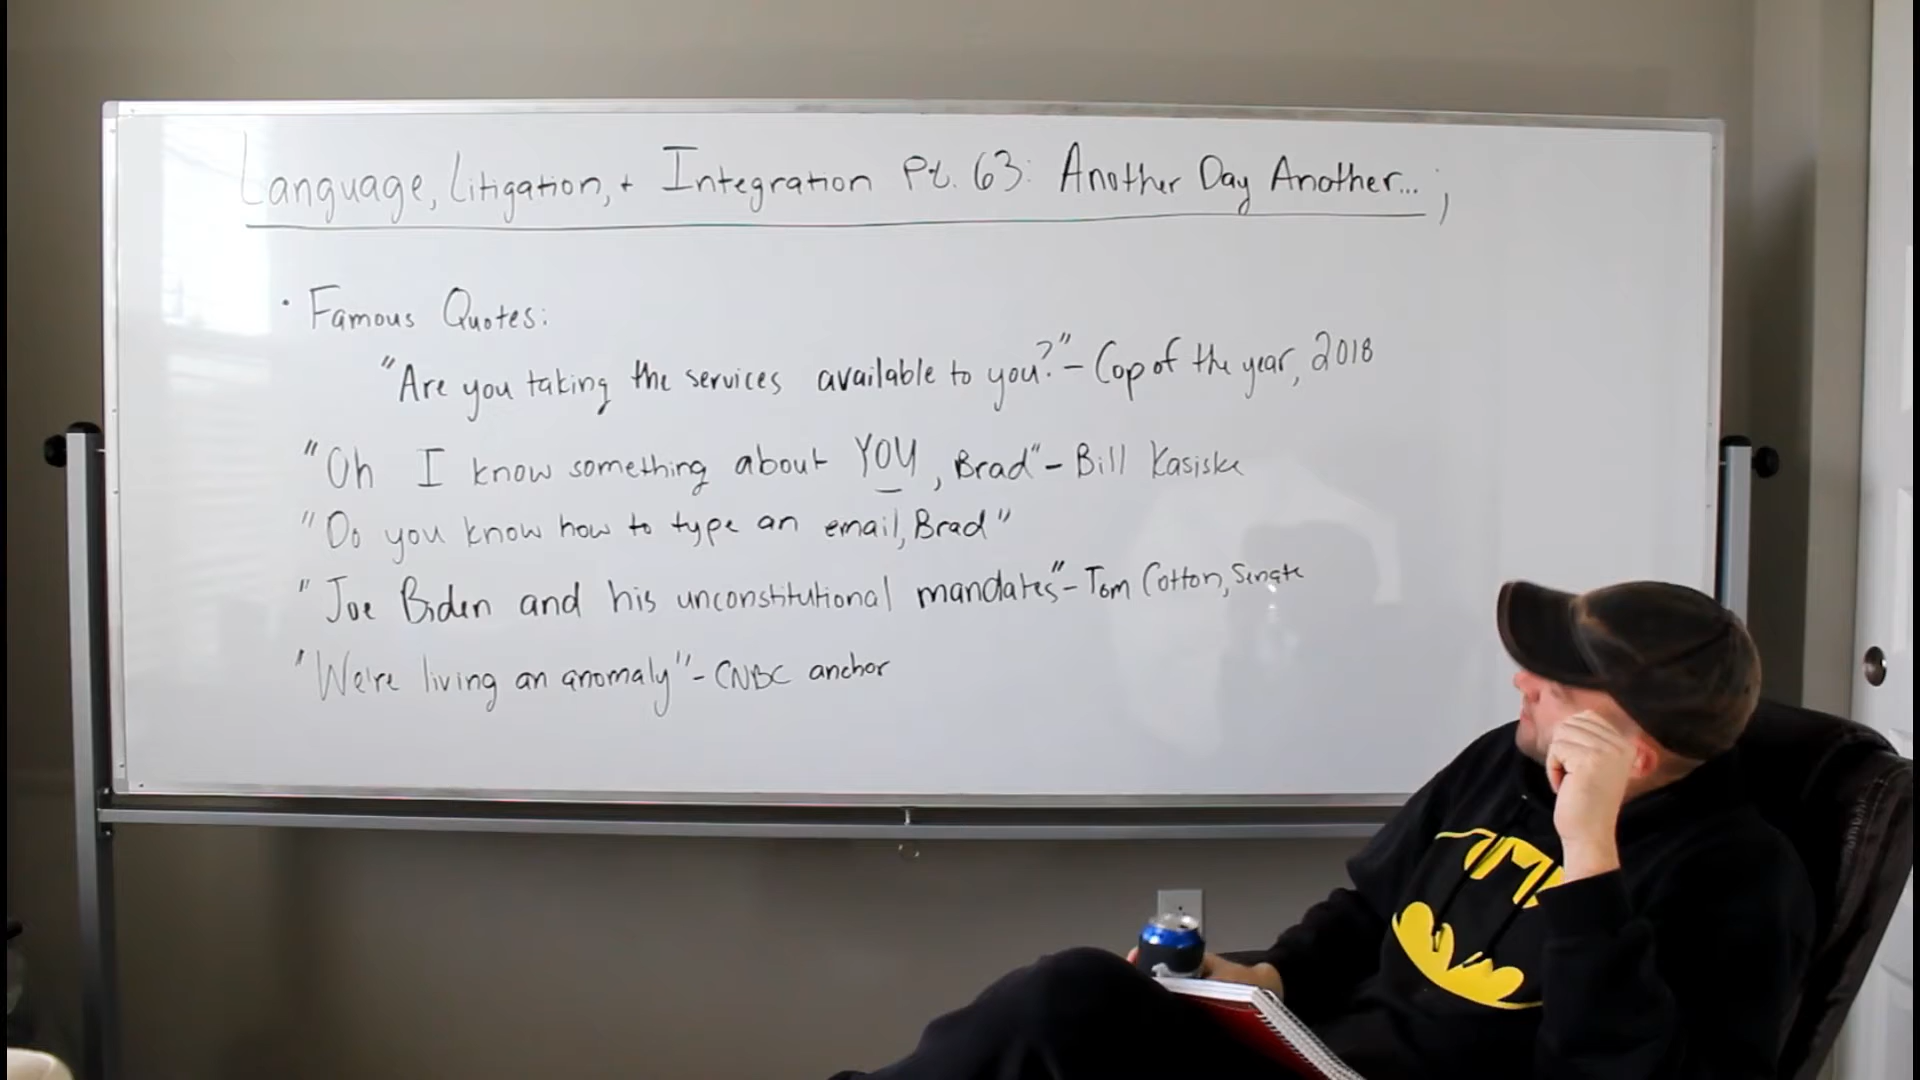 Language, Litigation, + Integration Pt. 63: Another Day Another... ;
· Famous Quotes:
"Are you taking the services available to you?" - Cop of the year, 2018
"Oh I know something about YOU, Brad" - Bill Kasiske
"Do you know how to type an email, Brad"
"Joe Biden and his unconstitutional mandates" - Tom Cotton, Senate
"We're living an anomaly" - CNBC anchor